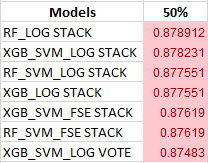 Models 50%
RF_LOG STACK 0.878912
XGB_SVM_LOG STACK 0.878231
RF_SVM_LOG STACK 0.877551
XGB_LOG STACK 0.877551
XGB_SVM_FSE STACK 0.87619
RF_SVM_FSE STACK 0.87619
XGB_SVM_LOG VOTE 0.87483